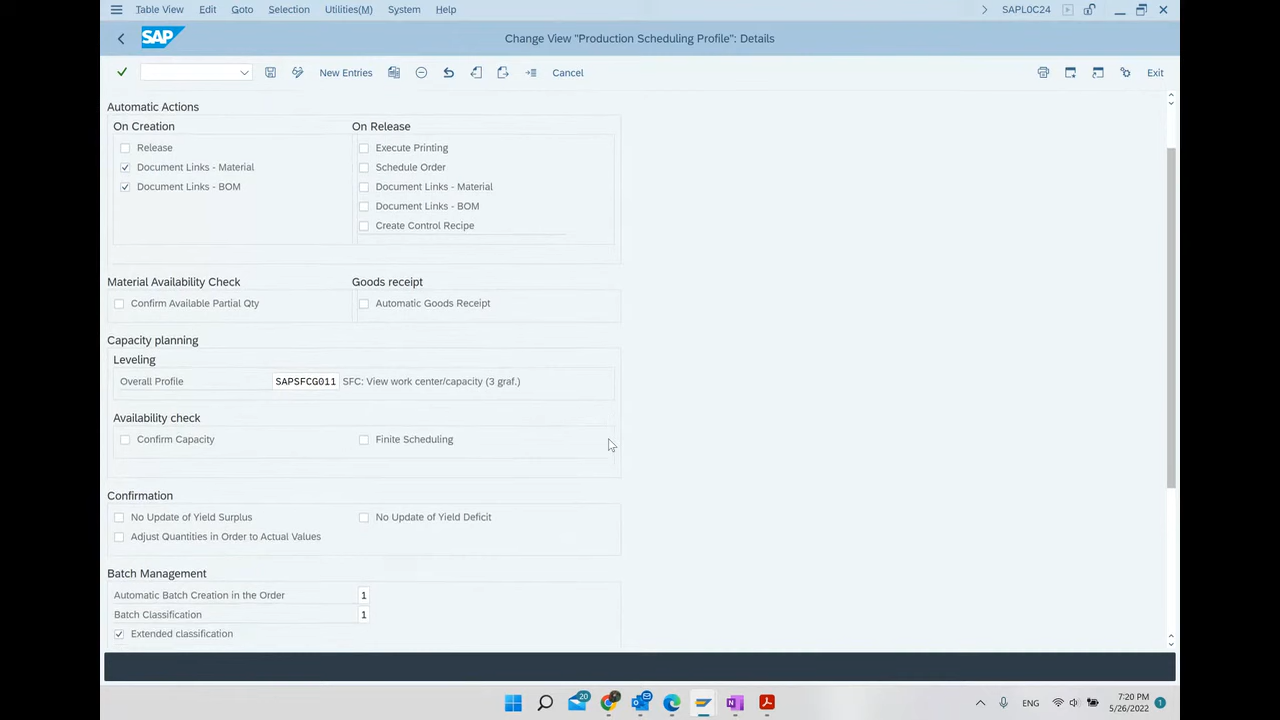 Table View Edit Goto Selection Utilities(M) System Help SAPL0C24
SAP Change View "Production Scheduling Profile": Details
New Entries Cancel Exit
Automatic Actions
On Creation On Release
Release Execute Printing
Document Links - Material Schedule Order
Document Links - BOM Document Links - Material
Document Links - BOM
Create Control Recipe
Material Availability Check Goods receipt
Confirm Available Partial Qty Automatic Goods Receipt
Capacity planning
Leveling
Overall Profile SAPSFCG011 SFC: View work center/capacity (3 graf.)
Availability check
Confirm Capacity Finite Scheduling
Confirmation
No Update of Yield Surplus No Update of Yield Deficit
Adjust Quantities in Order to Actual Values
Batch Management
Automatic Batch Creation in the Order 1
Batch Classification 1
Extended classification
20 ENG 7:20 PM
5/26/2022 1